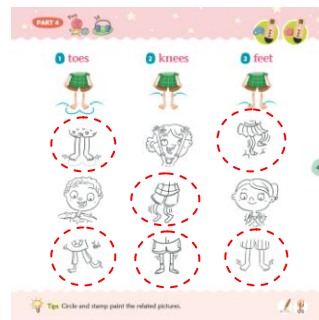 PART 4
1 toes
2 knees
3 feet
Tips Circle and stamp paint the related pictures.